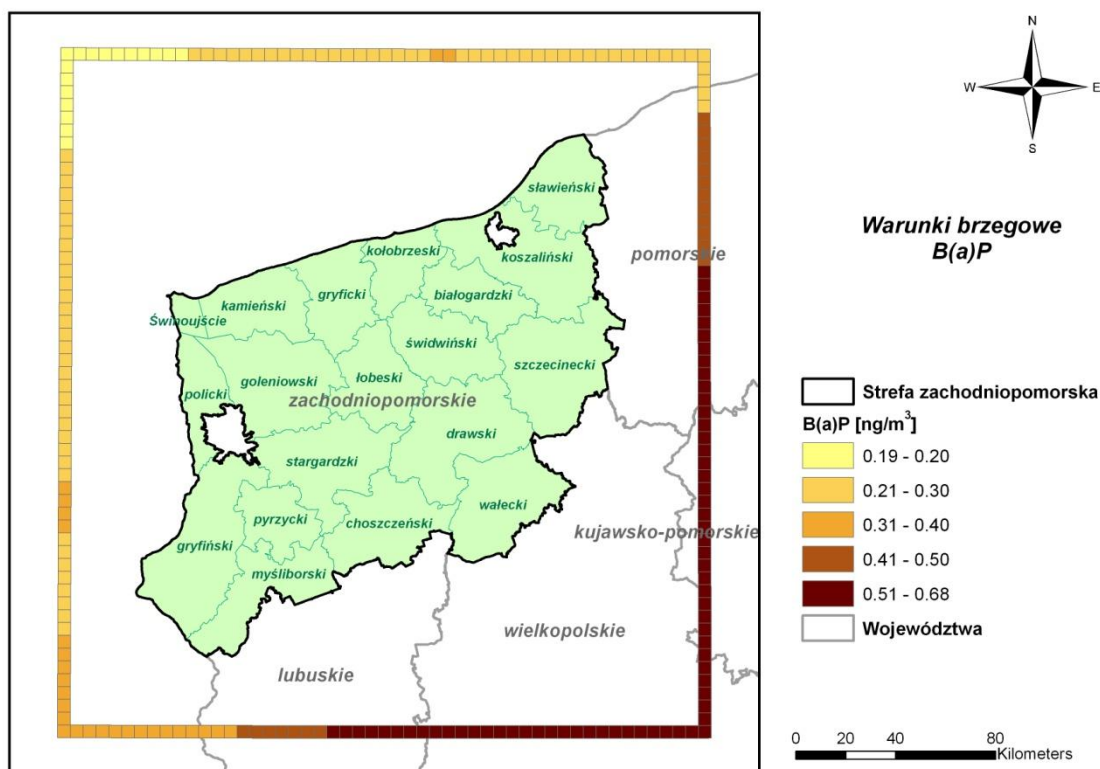 N
W E
S
Warunki brzegowe
B(a)P
sławieński
koszaliński
pomorskie
kołobrzeski
białogardzki
gryficki
kamieński
Świnoujście
świdwiński
szczecinecki
goleniowski
łobeski
policki
zachodniopomorskie
drawski
stargardzki
wałecki
pyrzycki
choszczeński
kujawsko-pomorskie
gryfiński
myśliborski
wielkopolskie
lubuskie
Strefa zachodniopomorska
B(a)P [ng/m³]
0.19 - 0.20
0.21 - 0.30
0.31 - 0.40
0.41 - 0.50
0.51 - 0.68
Województwa
0 20 40 80
Kilometers